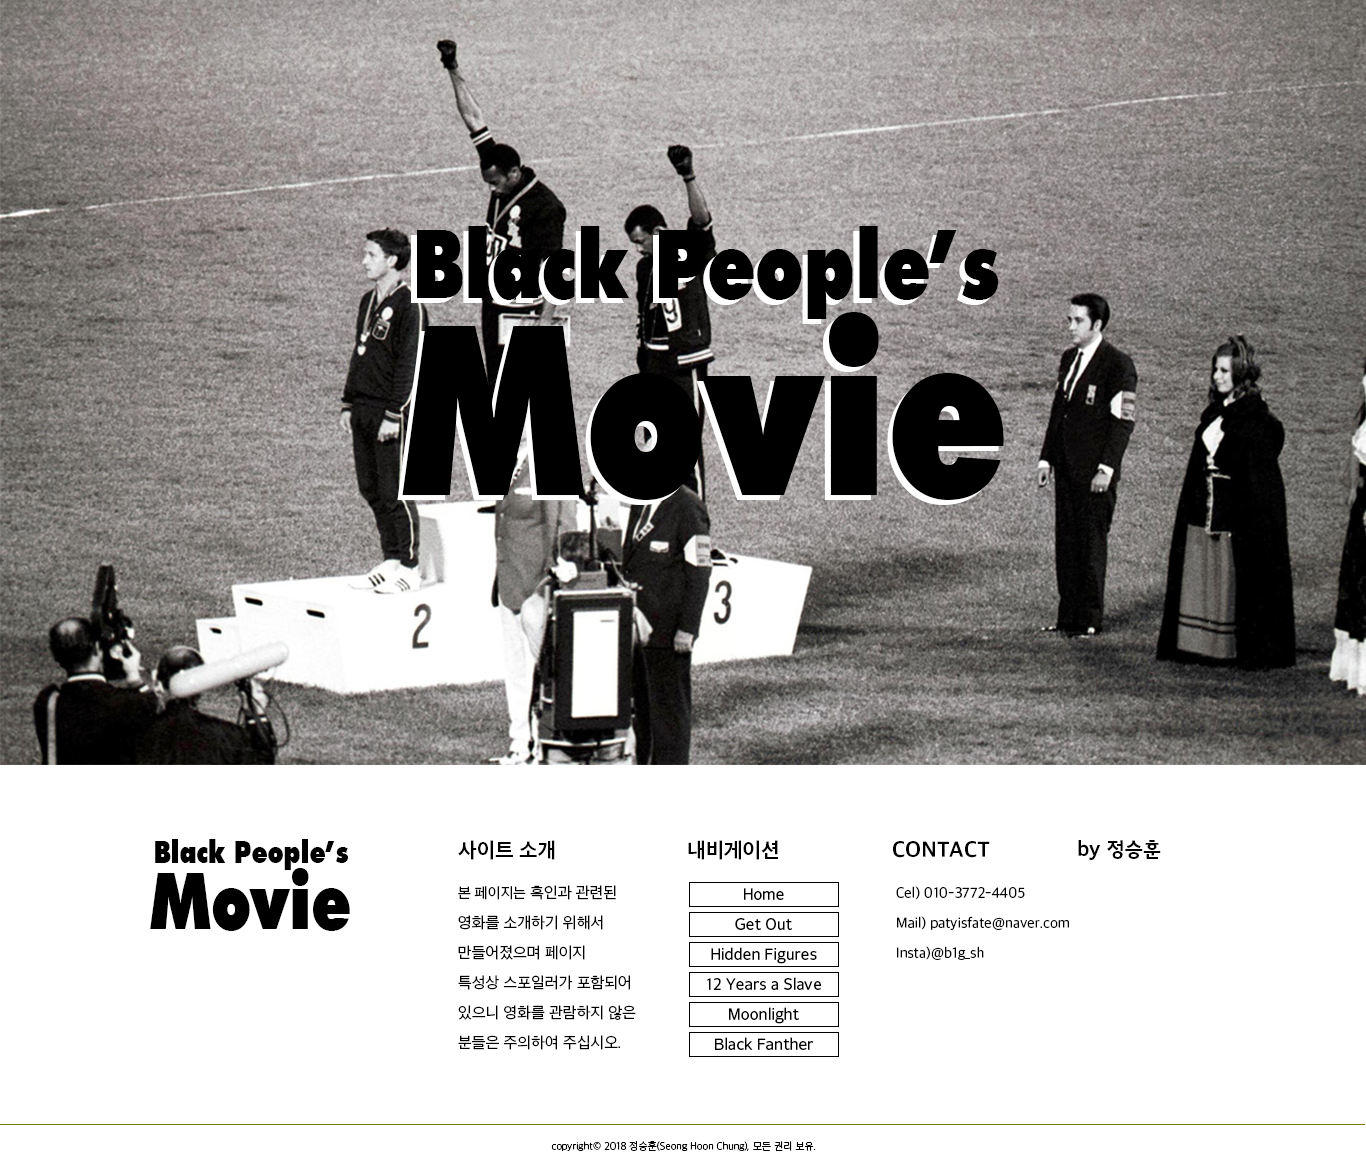 Black People's
Movie
2
3
Black People's
Movie
사이트 소개
본 페이지는 흑인과 관련된
영화를 소개하기 위해서
만들어졌으며 페이지
특성상 스포일러가 포함되어
있으니 영화를 관람하지 않은
분들은 주의하여 주십시오.
내비게이션
Home
Get Out
Hidden Figures
12 Years a Slave
Moonlight
Black Fanther
CONTACT
Cel) 010-3772-4405
Mail) patyisfate@naver.com
Insta)@b1g_sh
by 정승훈
copyright© 2018 정승훈(Seong Hoon Chung), 모든 권리 보유.